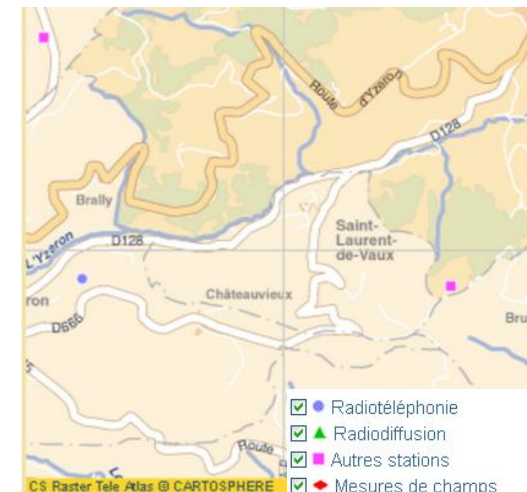 Route
d'Yzeron
D128
Brally
Saint-
Laurent-
de-Vaux
L'Yzeron
D128
Châteauvieux
ron
Bru
D666
Route
Radiotéléphonie
Radiodiffusion
Autres stations
Mesures de champs
CS Raster Tele Atlas @ CARTOSPHERE